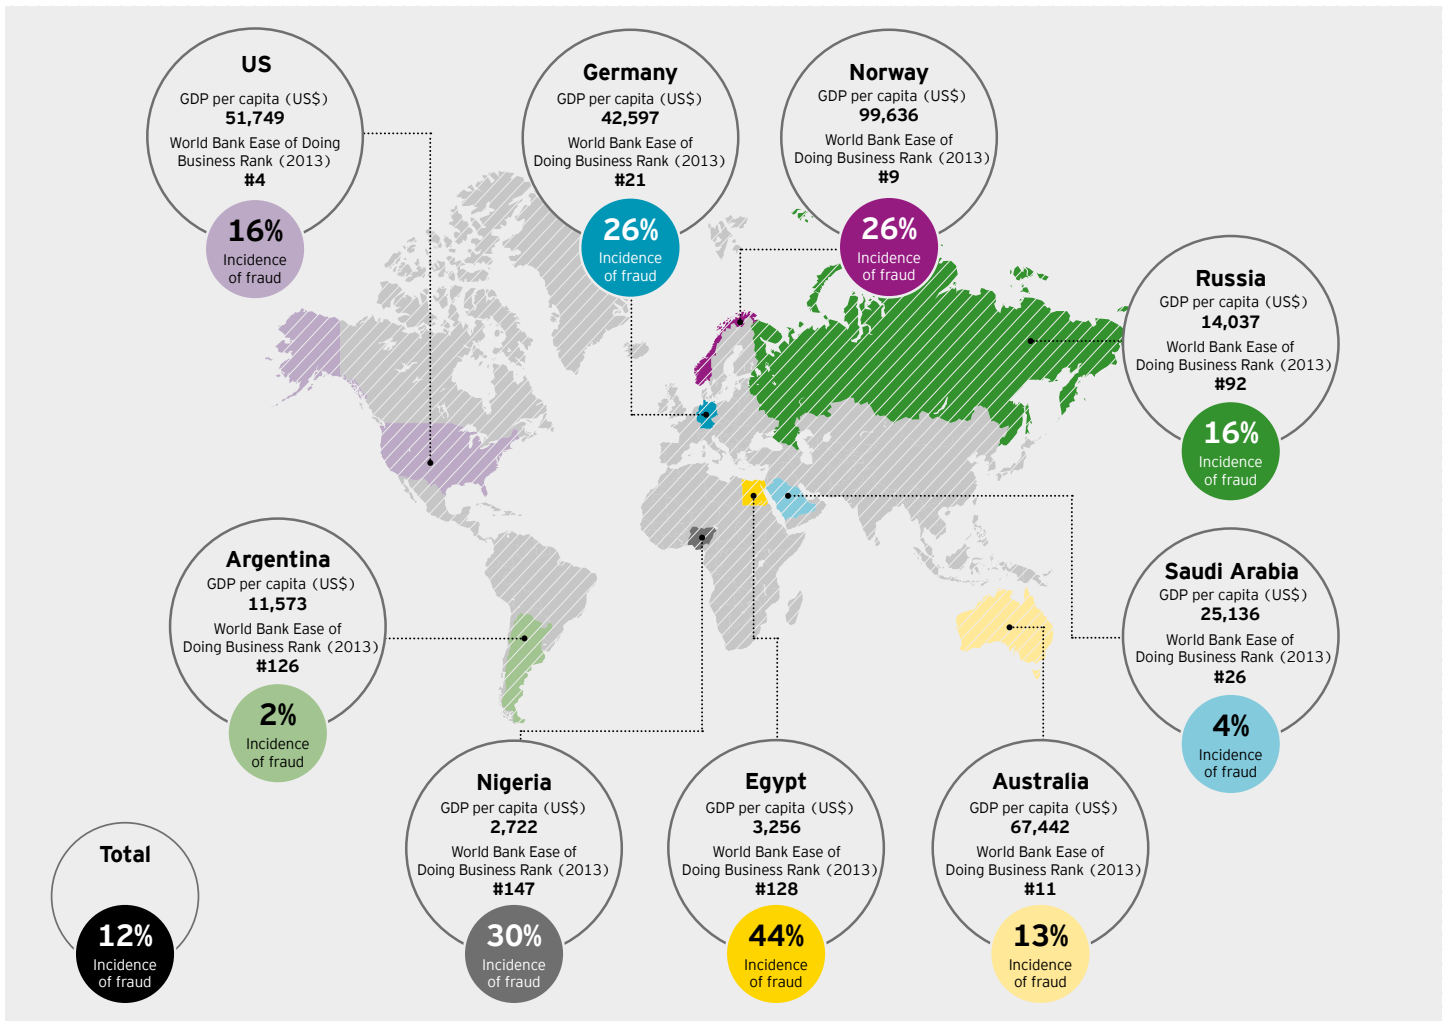 US
GDP per capita (US$)
51,749
World Bank Ease of Doing
Business Rank (2013)
#4
16%
Incidence
of fraud
Germany
GDP per capita (US$)
42,597
World Bank Ease of
Doing Business Rank (2013)
#21
26%
Incidence
of fraud
Norway
GDP per capita (US$)
99,636
World Bank Ease of
Doing Business Rank (2013)
#9
26%
Incidence
of fraud
Russia
GDP per capita (US$)
14,037
World Bank Ease of
Doing Business Rank (2013)
#92
16%
Incidence
of fraud
Argentina
GDP per capita (US$)
11,573
World Bank Ease of
Doing Business Rank (2013)
#126
2%
Incidence
of fraud
Saudi Arabia
GDP per capita (US$)
25,136
World Bank Ease of
Doing Business Rank (2013)
#26
4%
Incidence
of fraud
Total
12%
Incidence
of fraud
Nigeria
GDP per capita (US$)
2,722
World Bank Ease of
Doing Business Rank (2013)
#147
30%
Incidence
of fraud
Egypt
GDP per capita (US$)
3,256
World Bank Ease of
Doing Business Rank (2013)
#128
44%
Incidence
of fraud
Australia
GDP per capita (US$)
67,442
World Bank Ease of
Doing Business Rank (2013)
#11
13%
Incidence
of fraud